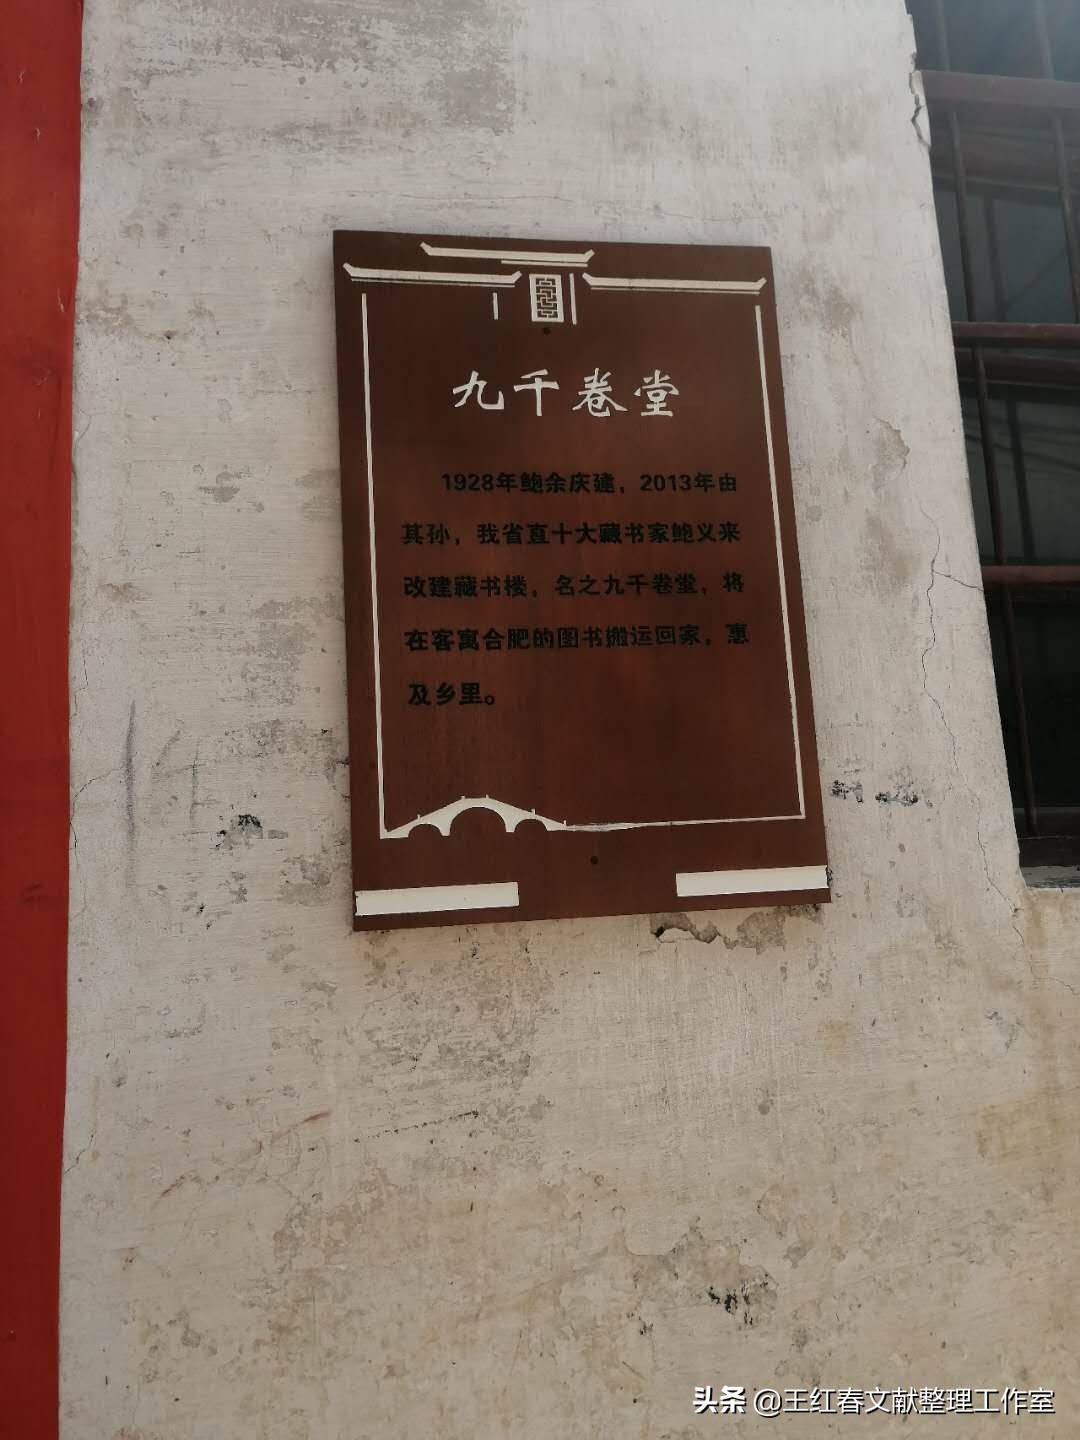 九千卷堂
1928年鲍余庆建，2013年由
其孙，我省直十大藏书家鲍义来
改建藏书楼，名之九千卷堂，将
在客寓合肥的图书搬运回家，惠
及乡里。
头条 @王红春文献整理工作室